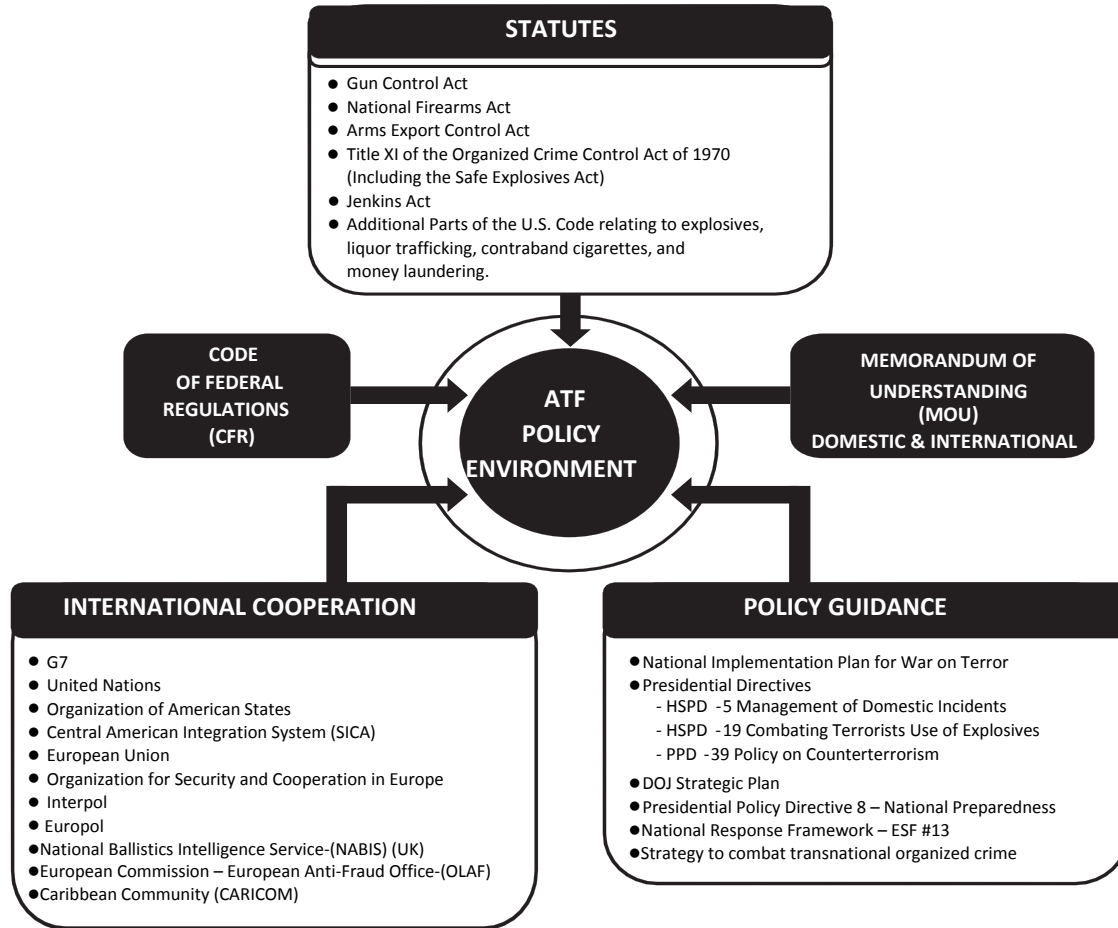 STATUTES
● Gun Control Act
● National Firearms Act
● Arms Export Control Act
● Title XI of the Organized Crime Control Act of 1970
(Including the Safe Explosives Act)
● Jenkins Act
● Additional Parts of the U.S. Code relating to explosives,
liquor trafficking, contraband cigarettes, and
money laundering.
CODE
OF FEDERAL
REGULATIONS
(CFR)
ATF
POLICY
ENVIRONMENT
MEMORANDUM OF
UNDERSTANDING
(MOU)
DOMESTIC & INTERNATIONAL
INTERNATIONAL COOPERATION
● G7
● United Nations
● Organization of American States
● Central American Integration System (SICA)
● European Union
● Organization for Security and Cooperation in Europe
● Interpol
● Europol
●National Ballistics Intelligence Service-(NABIS) (UK)
●European Commission – European Anti-Fraud Office-(OLAF)
●Caribbean Community (CARICOM)
POLICY GUIDANCE
●National Implementation Plan for War on Terror
●Presidential Directives
- HSPD -5 Management of Domestic Incidents
- HSPD -19 Combating Terrorists Use of Explosives
- PPD -39 Policy on Counterterrorism
●DOJ Strategic Plan
●Presidential Policy Directive 8 – National Preparedness
●National Response Framework – ESF #13
●Strategy to combat transnational organized crime